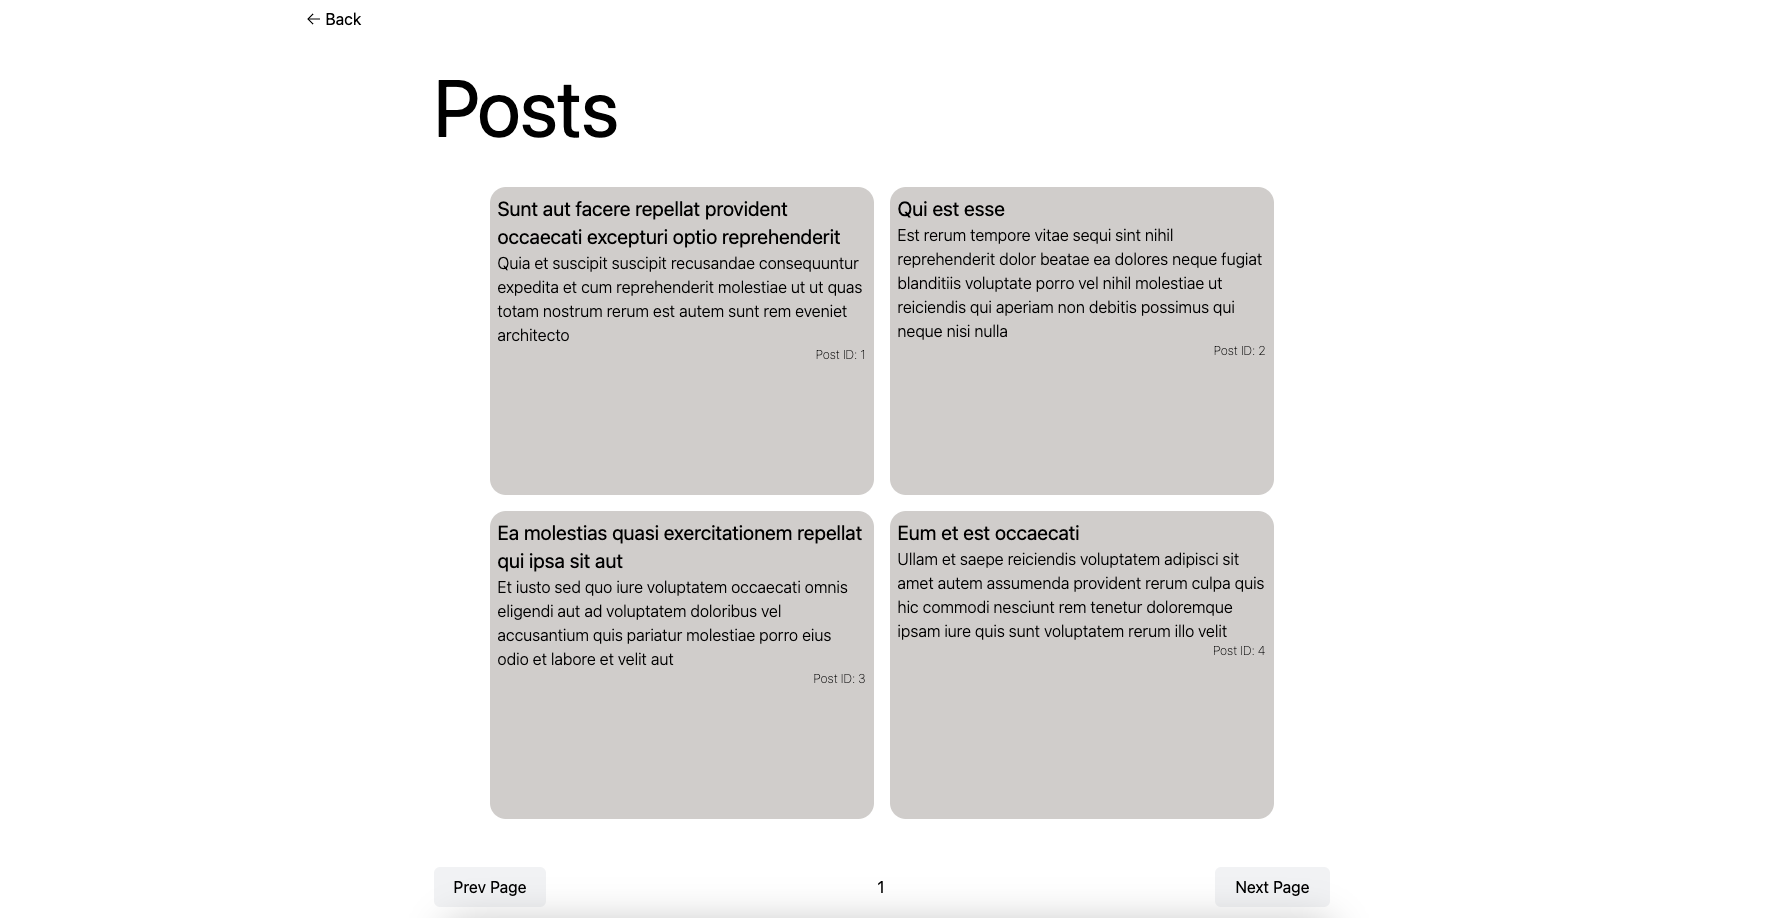 ← Back
Posts
Sunt aut facere repellat provident
occaecati excepturi optio reprehenderit
Quia et suscipit suscipit recusandae consequuntur
expedita et cum reprehenderit molestiae ut ut quas
totam nostrum rerum est autem sunt rem eveniet
architecto
Post ID: 1
Qui est esse
Est rerum tempore vitae sequi sint nihil
reprehenderit dolor beatae ea dolores neque fugiat
blanditiis voluptate porro vel nihil molestiae ut
reiciendis qui aperiam non debitis possimus qui
neque nisi nulla
Post ID: 2
Ea molestias quasi exercitationem repellat
qui ipsa sit aut
Et iusto sed quo iure voluptatem occaecati omnis
eligendi aut ad voluptatem doloribus vel
accusantium quis pariatur molestiae porro eius
odio et labore et velit aut
Post ID: 3
Eum et est occaecati
Ullam et saepe reiciendis voluptatem adipisci sit
amet autem assumenda provident rerum culpa quis
hic commodi nesciunt rem tenetur doloremque
ipsam iure quis sunt voluptatem rerum illo velit
Post ID: 4
Prev Page
1
Next Page